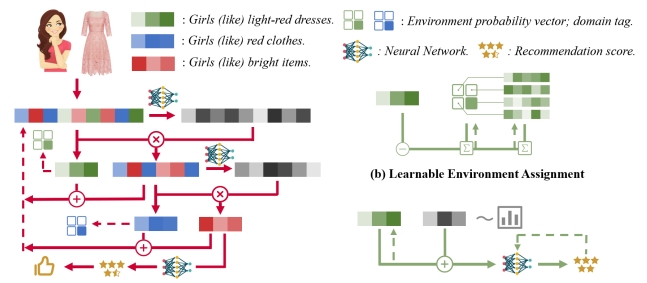 : Girls (like) light-red dresses.
: Girls (like) red clothes.
: Girls (like) bright items.
: Environment probability vector; domain tag.
: Neural Network.
: Recommendation score.
(b) Learnable Environment Assignment